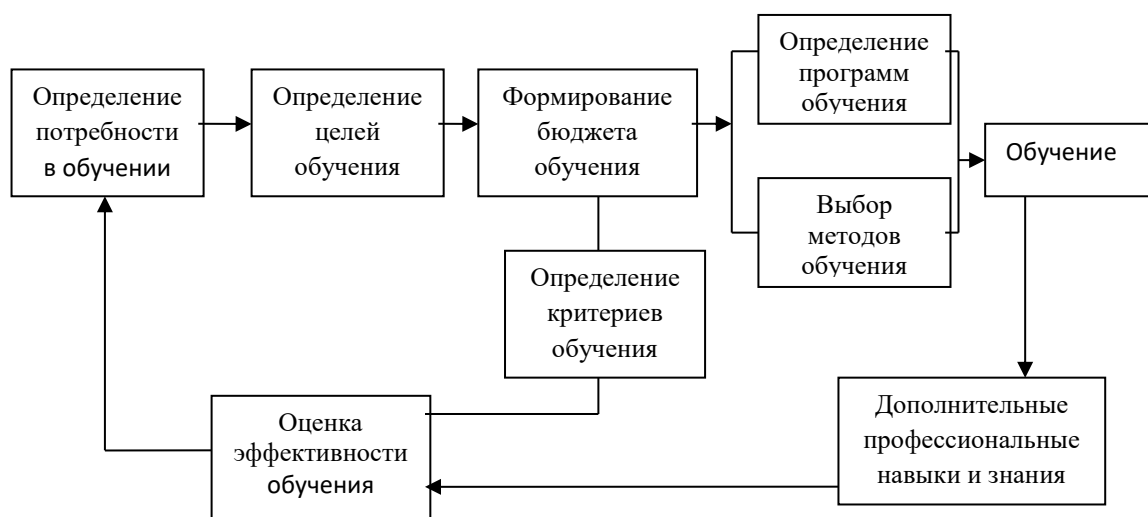 Определение
потребности
в обучении
Определение
целей
обучения
Формирование
бюджета
обучения
Определение
программ
обучения
Выбор
методов
обучения
Обучение
Определение
критериев
обучения
Оценка
эффективности
обучения
Дополнительные
профессиональные
навыки и знания